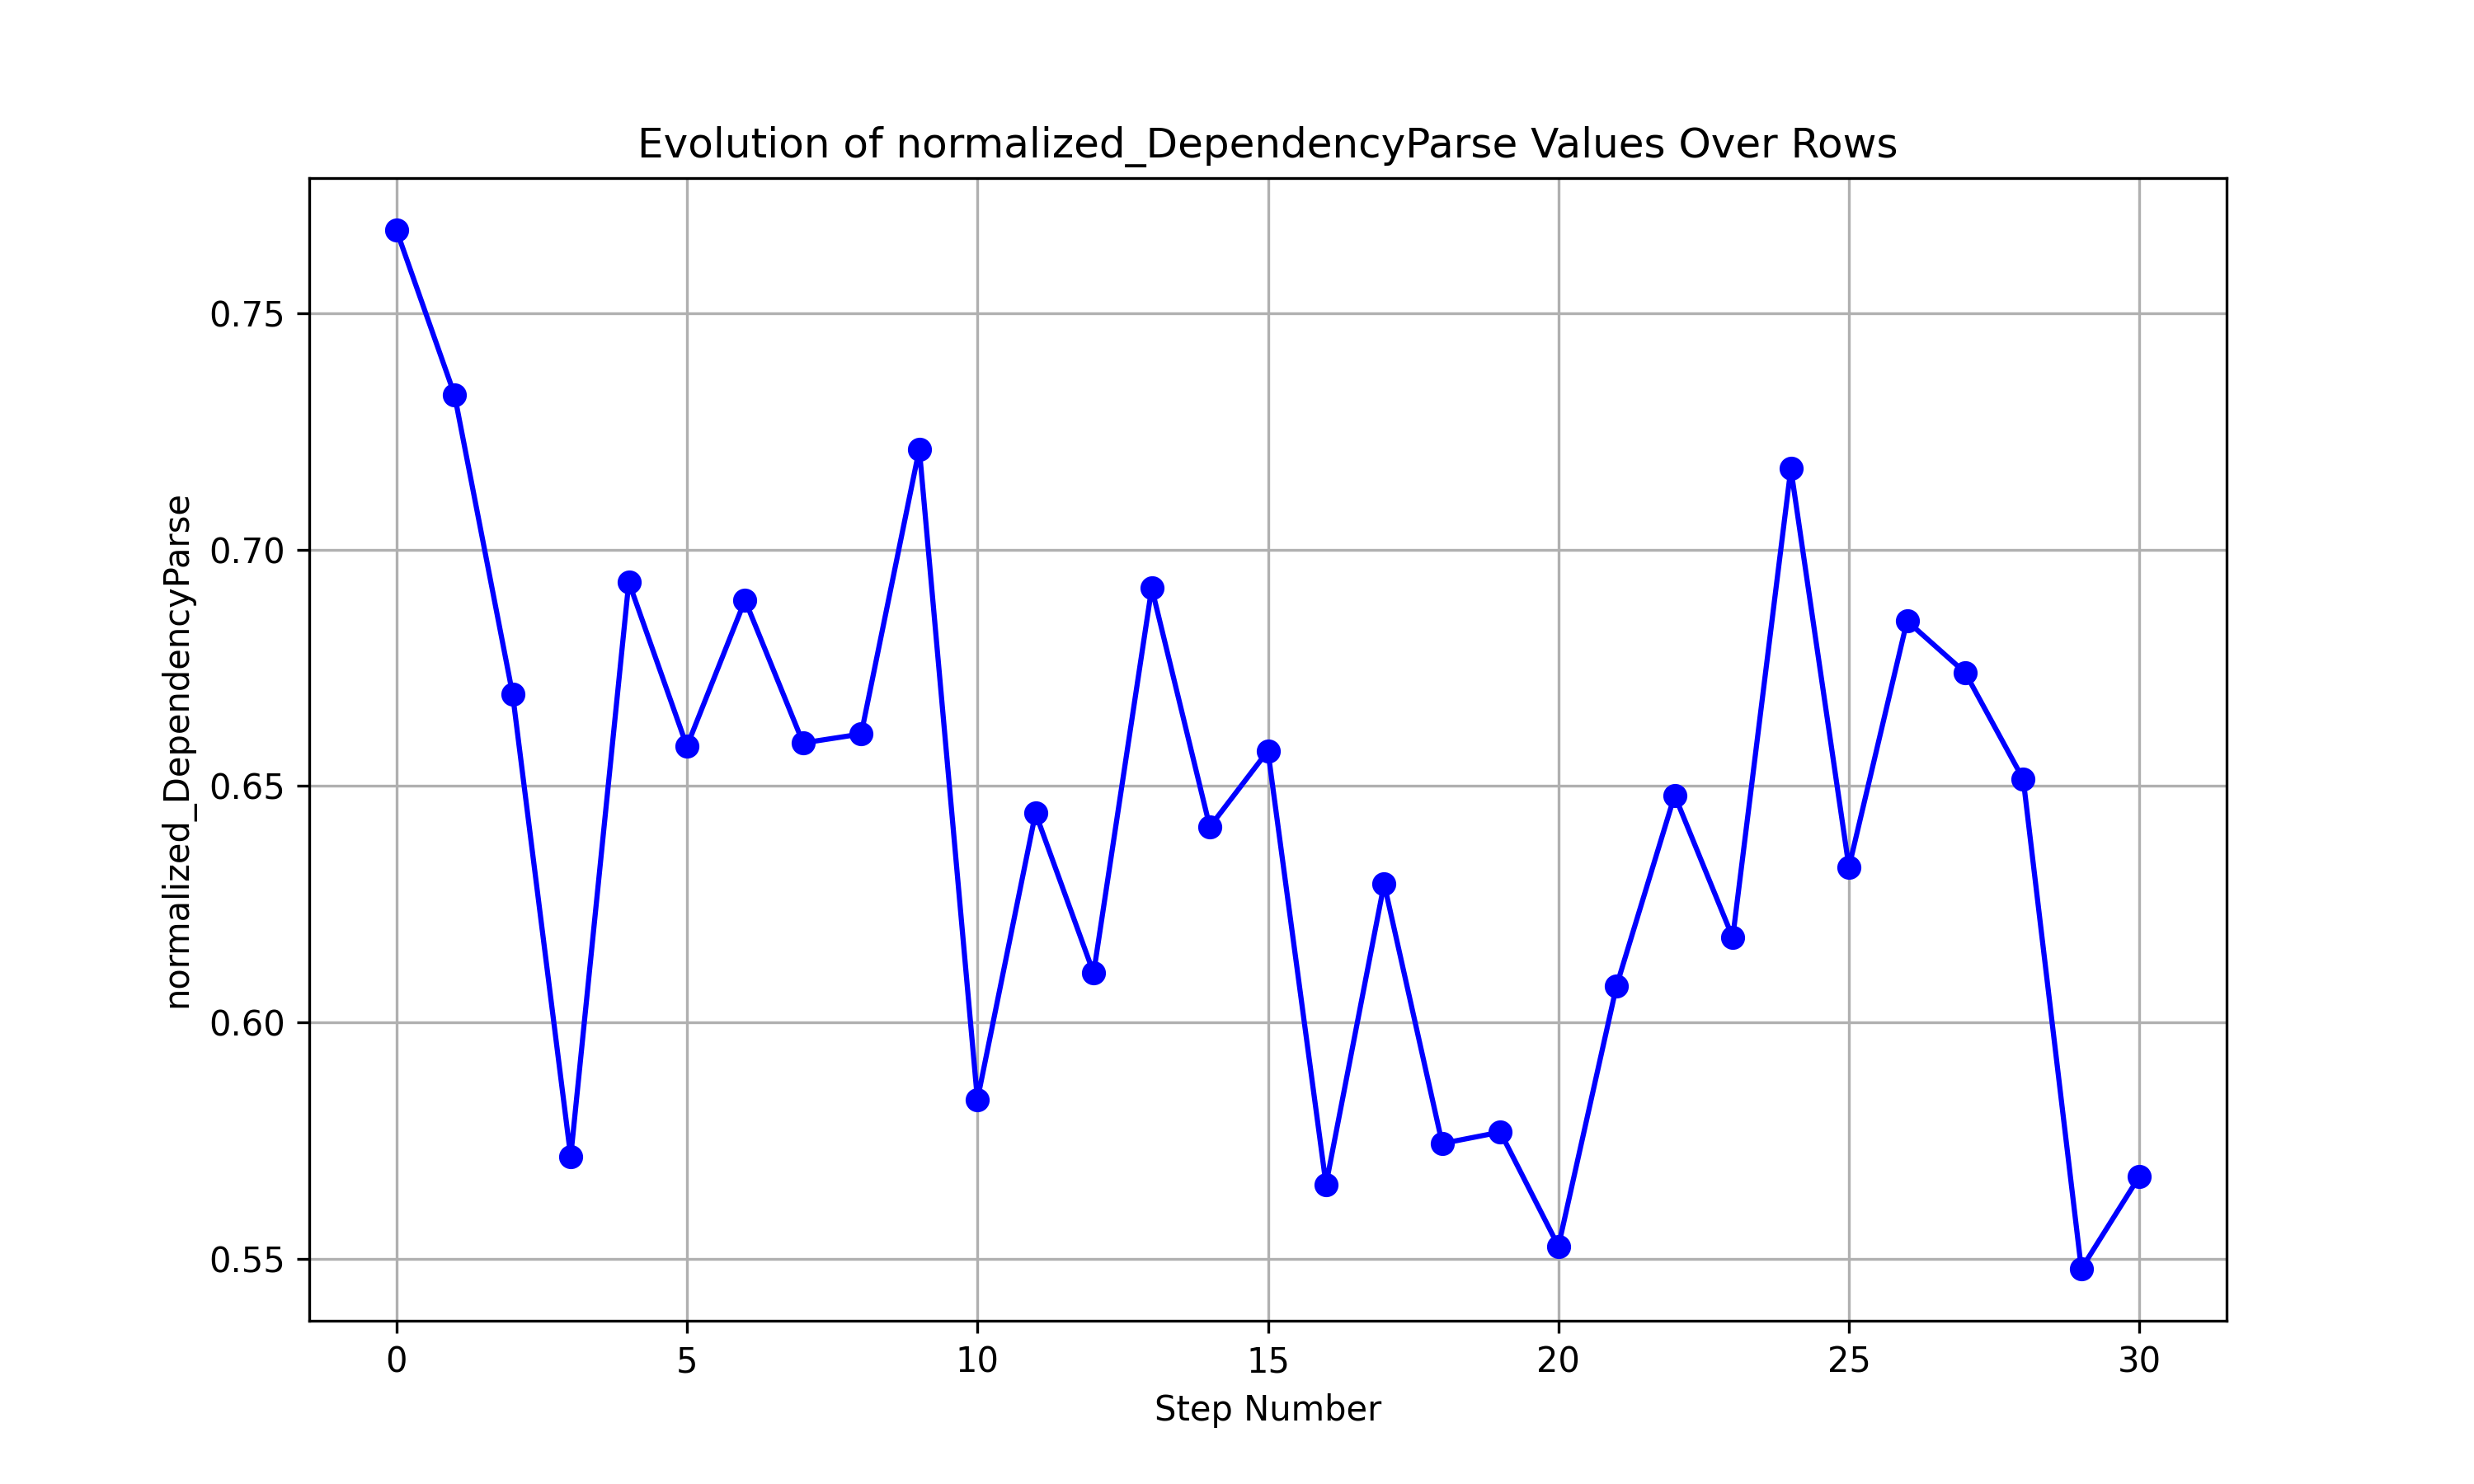 Evolution of normalized_DependencyParse Values Over Rows
normalized_DependencyParse
0.75
0.70
0.65
0.60
0.55
0 5 10 15 20 25 30
Step Number